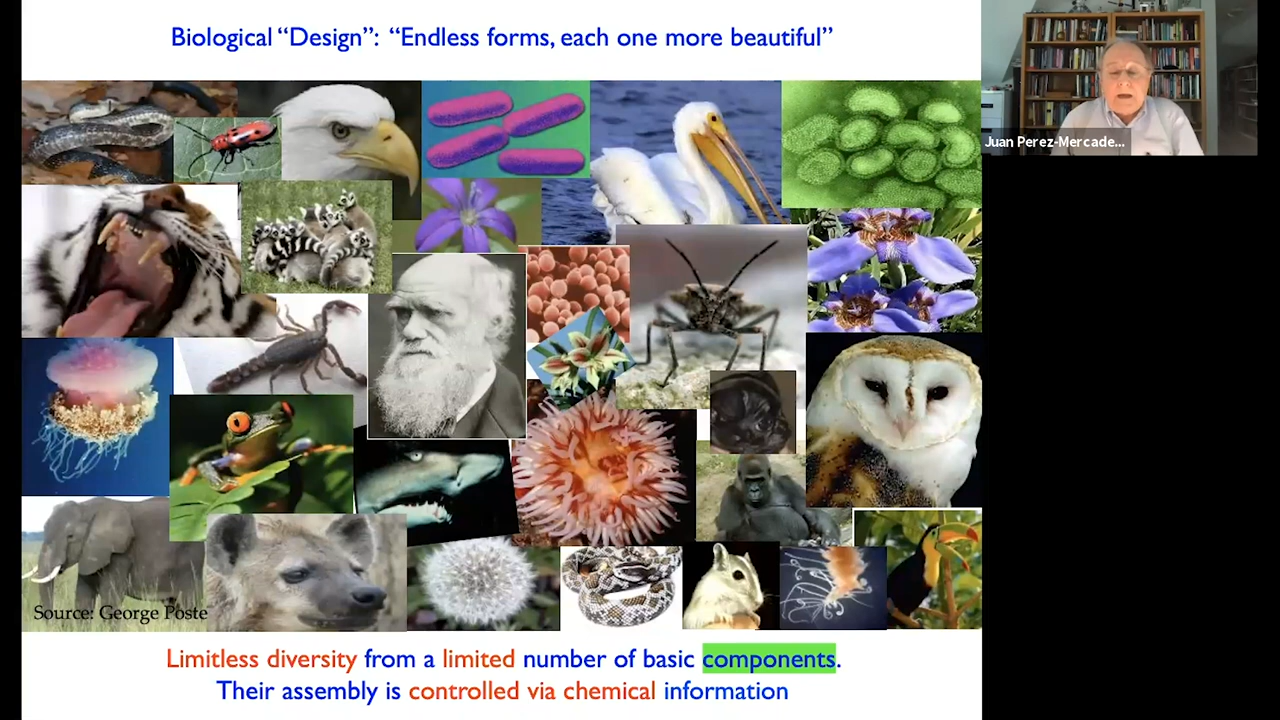 Biological “Design”: “Endless forms, each one more beautiful”
Juan Perez-Mercade...
Source: George Poste
Limitless diversity from a limited number of basic components.
Their assembly is controlled via chemical information